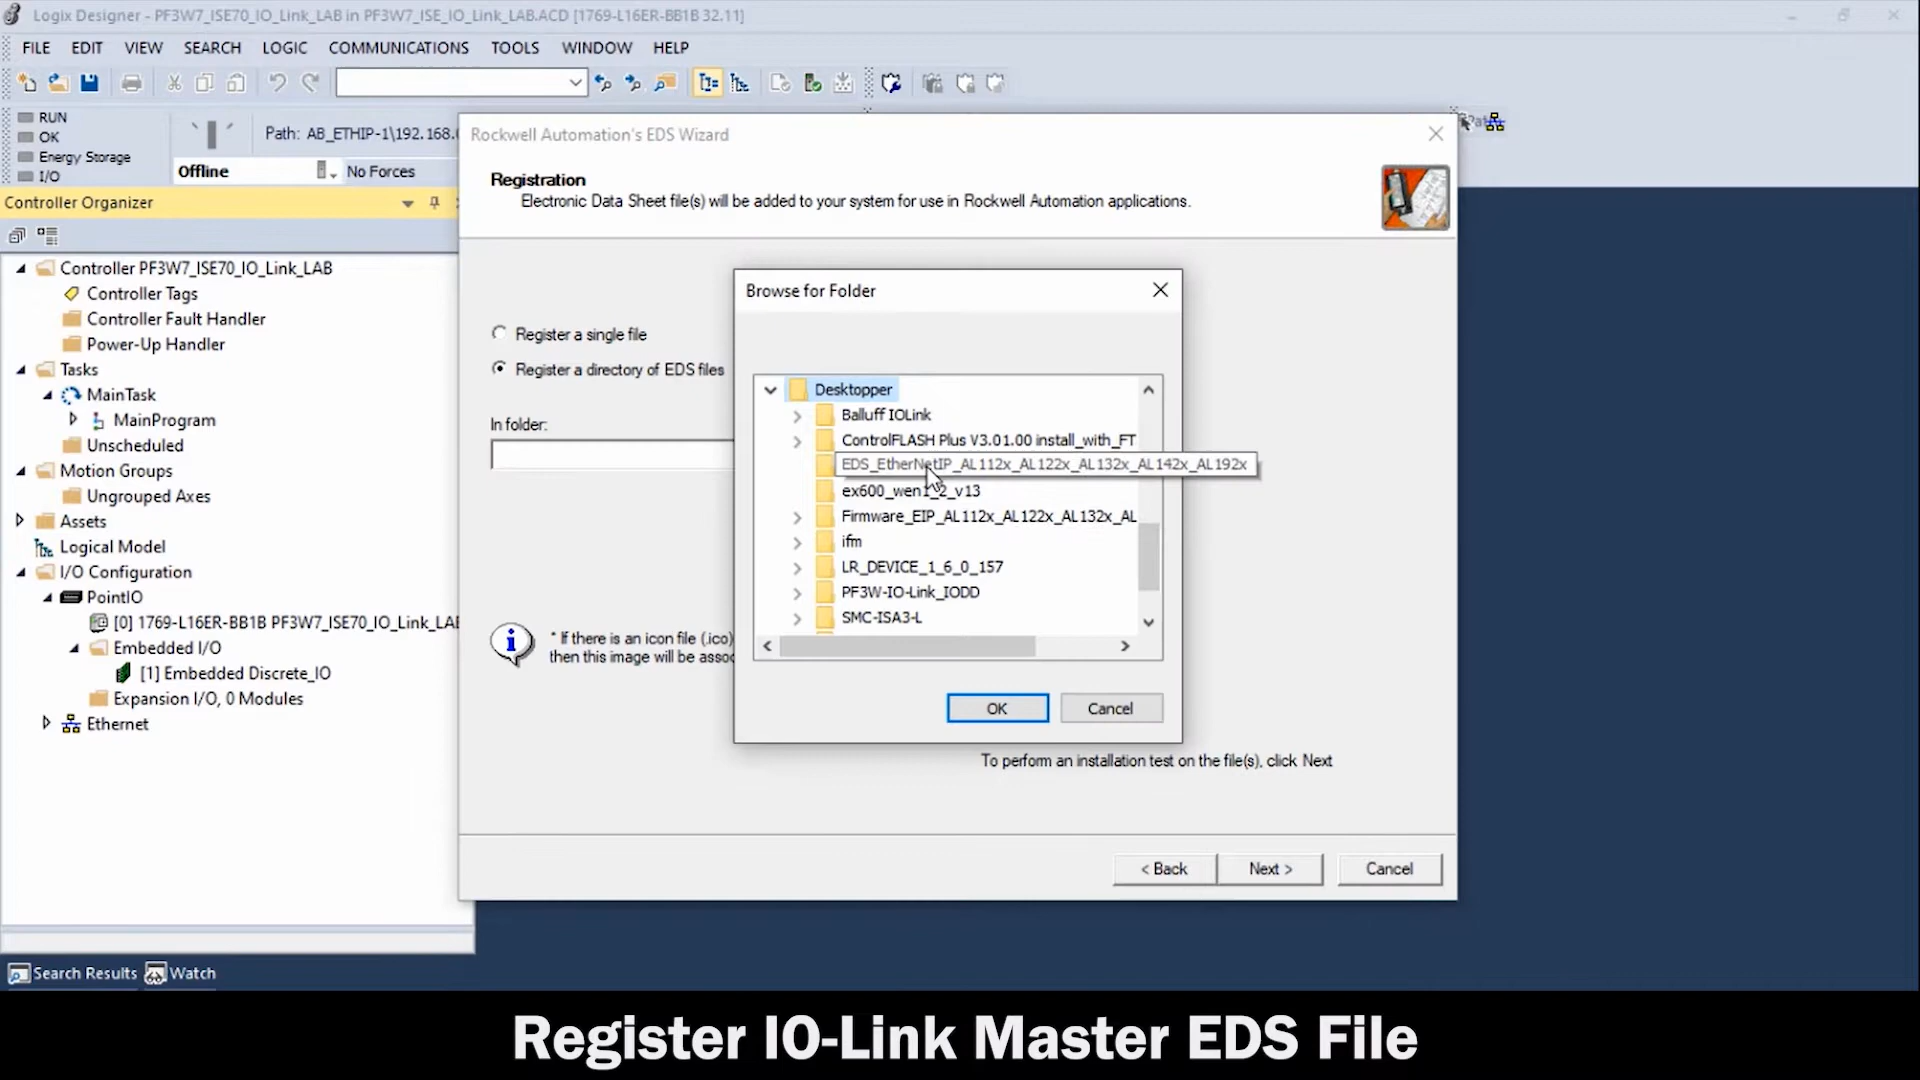 Logix Designer - PF3W7_ISE70_IO_Link_LAB in PF3W7_ISE_IO_Link_LAB.ACD [1769-L16ER-BB1B 32.11]
FILE EDIT VIEW SEARCH LOGIC COMMUNICATIONS TOOLS WINDOW HELP
RUN
OK
Energy Storage
I/O
Path: AB_ETHIP-1\192.168.
Offline
No Forces
Controller Organizer
Controller PF3W7_ISE70_IO_Link_LAB
Controller Tags
Controller Fault Handler
Power-Up Handler
Tasks
MainTask
MainProgram
Unscheduled
Motion Groups
Ungrouped Axes
Assets
Logical Model
I/O Configuration
PointIO
[0] 1769-L16ER-BB1B PF3W7_ISE70_IO_Link_LAB
Embedded I/O
[1] Embedded Discrete_IO
Expansion I/O, 0 Modules
Ethernet
Search Results
Watch
Rockwell Automation's EDS Wizard
Registration
Electronic Data Sheet file(s) will be added to your system for use in Rockwell Automation applications.
Register a single file
Register a directory of EDS files
In folder:
* If there is an icon file (.ico)
then this image will be assoc
Browse for Folder
Desktopper
Balluff IOLink
ControlFLASH Plus V3.01.00 install_with_FT
EDS_EtherNetIP_AL112x_AL122x_AL132x_AL142x_AL192x
ex600_wen1_2_v13
Firmware_EIP_AL112x_AL122x_AL132x_AL
ifm
LR_DEVICE_1_6_0_157
PF3W-IO-Link_IODD
SMC-ISA3-L
OK
Cancel
To perform an installation test on the file(s), click Next
< Back
Next >
Cancel
Register IO-Link Master EDS File